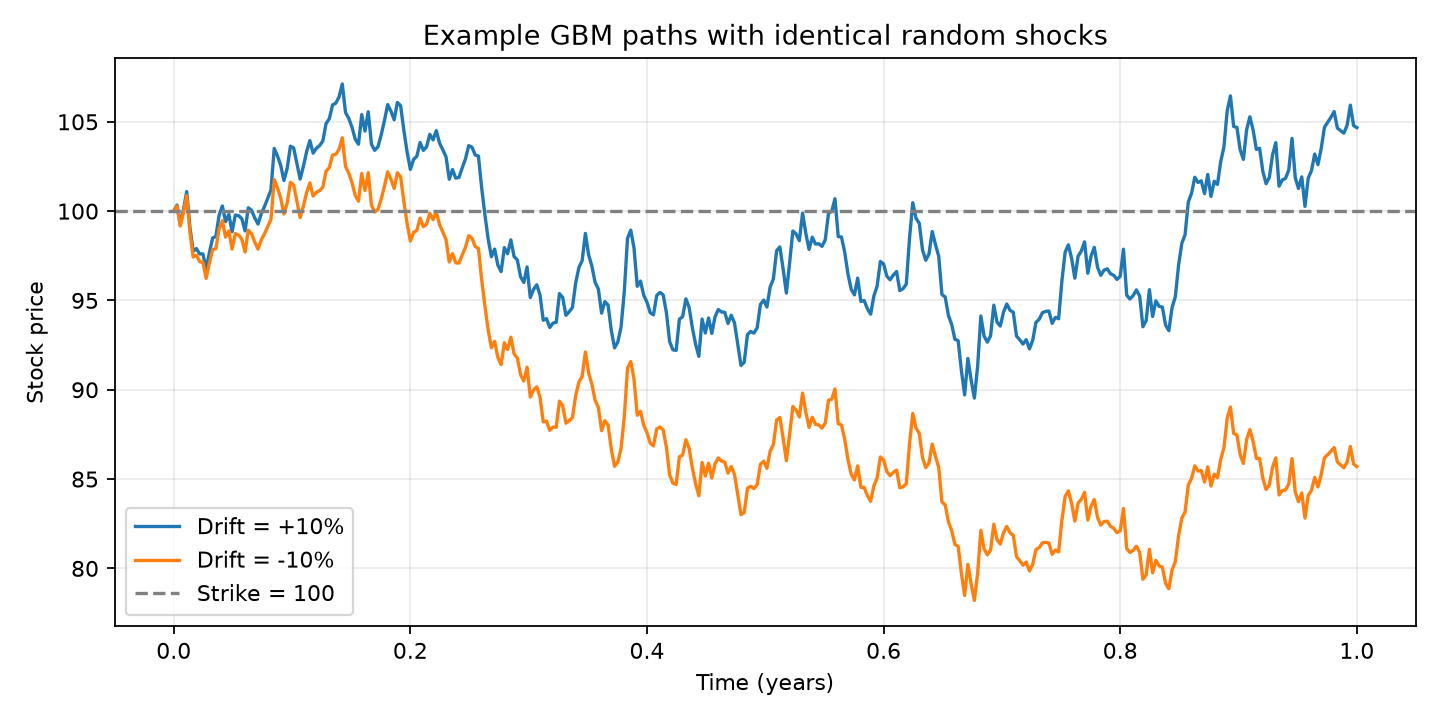 Example GBM paths with identical random shocks
Stock price
105
100
95
90
85
80
Drift = +10%
Drift = -10%
Strike = 100
0.0 0.2 0.4 0.6 0.8 1.0
Time (years)